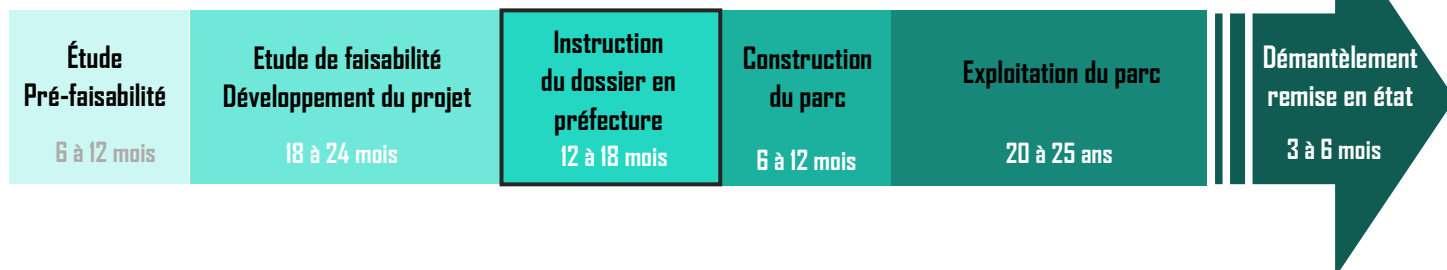 Étude
Pré-faisabilité
6 à 12 mois
Etude de faisabilité
Développement du projet
18 à 24 mois
Instruction
du dossier en
préfecture
12 à 18 mois
Construction
du parc
6 à 12 mois
Exploitation du parc
20 à 25 ans
Démantèlement
remise en état
3 à 6 mois